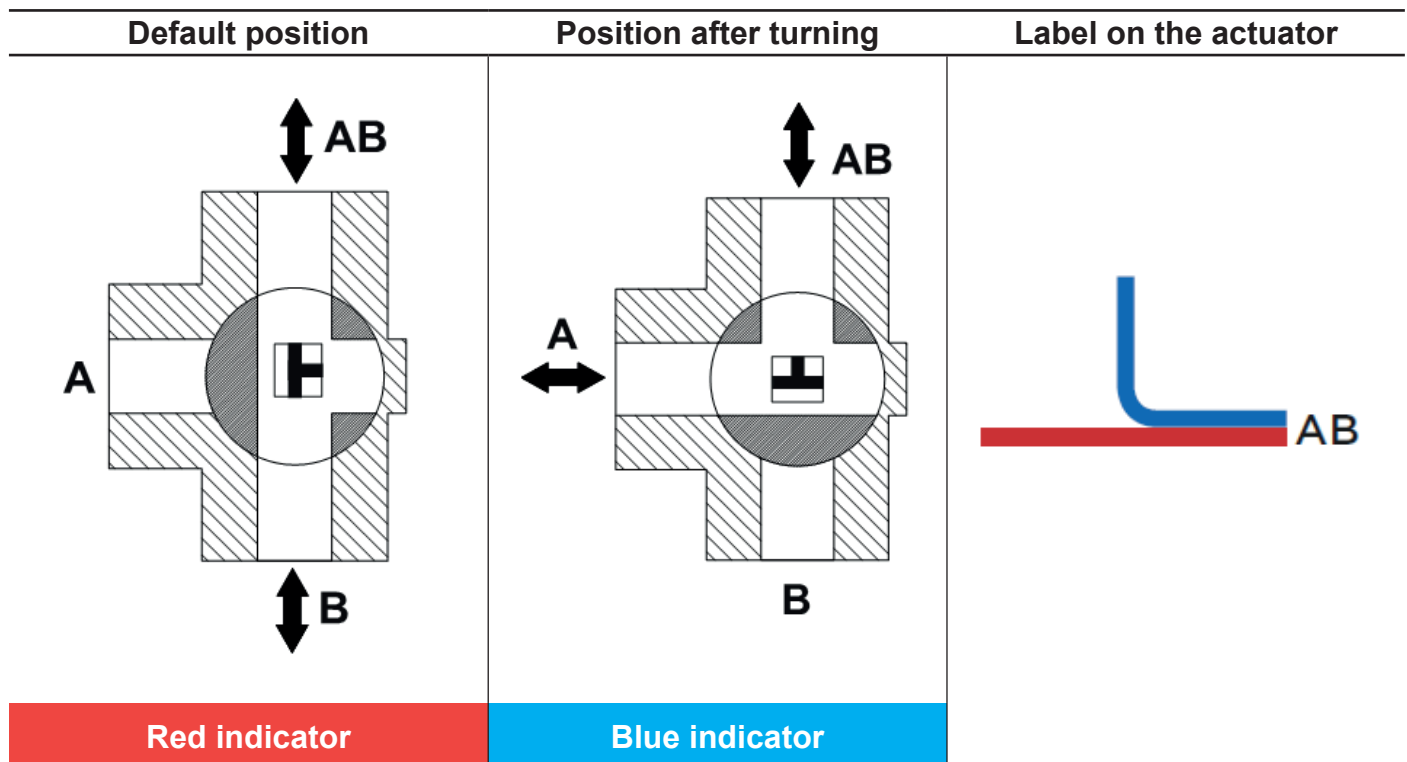 Default position
Position after turning
Label on the actuator
AB
A
B
AB
A
B
AB
Red indicator
Blue indicator